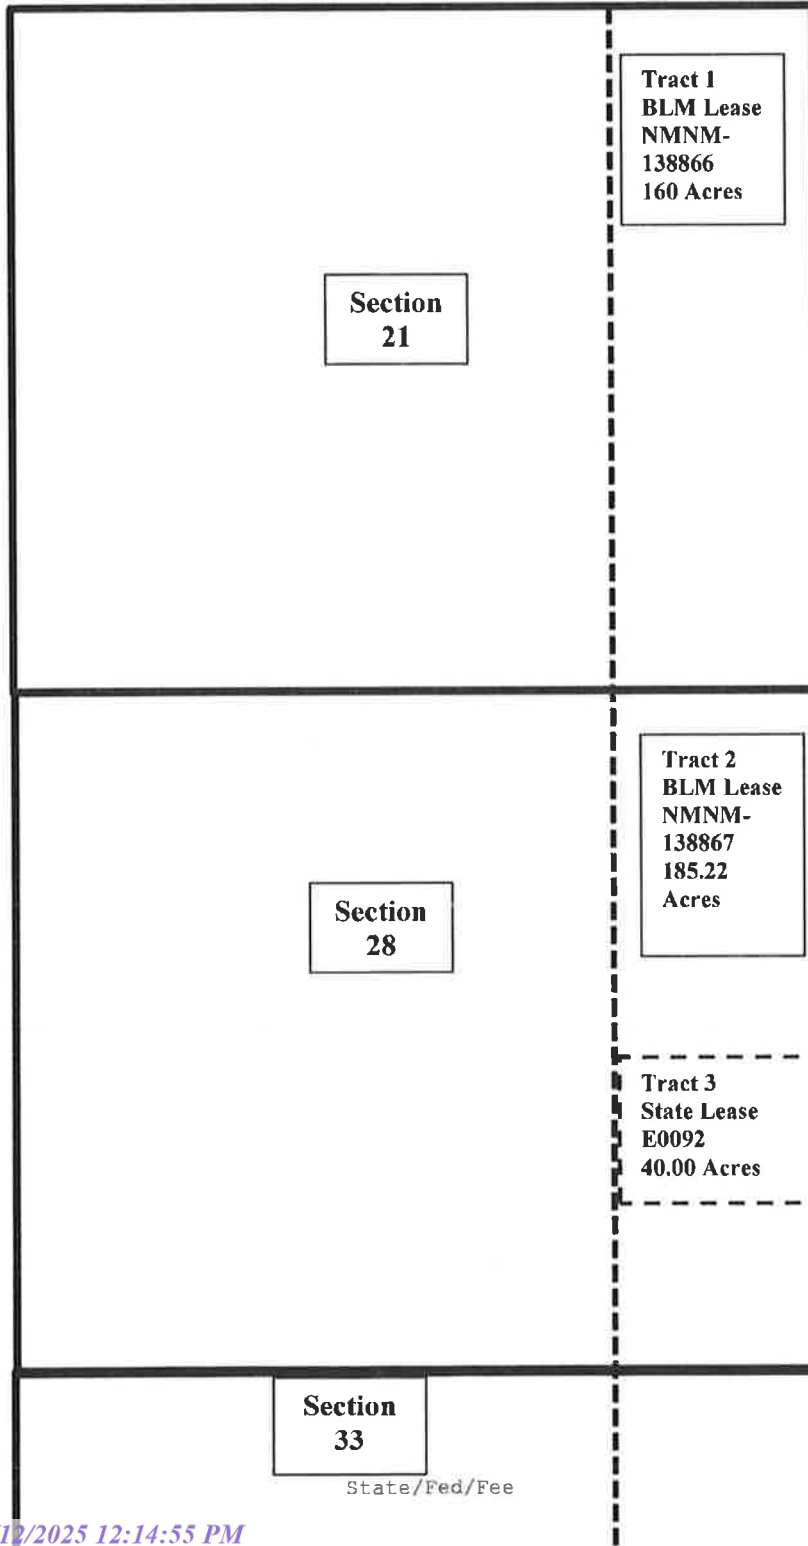 Tract 1
BLM Lease
NMNM-
138866
160 Acres
Section
21
Tract 2
BLM Lease
NMNM-
138867
185.22
Acres
Section
28
Tract 3
State Lease
E0092
40.00 Acres
Section
33
State/Fed/Fee
/12/2025 12:14:55 PM